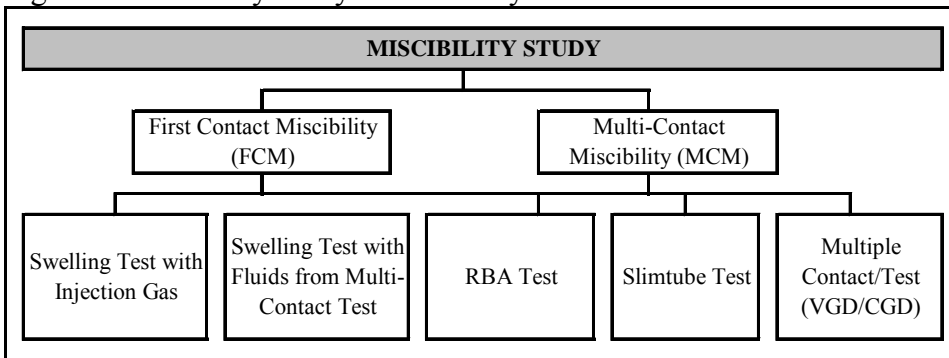 MISCIBILITY STUDY
First Contact Miscibility
(FCM)
Multi-Contact
Miscibility (MCM)
Swelling Test with
Injection Gas
Swelling Test with
Fluids from Multi-
Contact Test
RBA Test
Slimtube Test
Multiple
Contact/Test
(VGD/CGD)